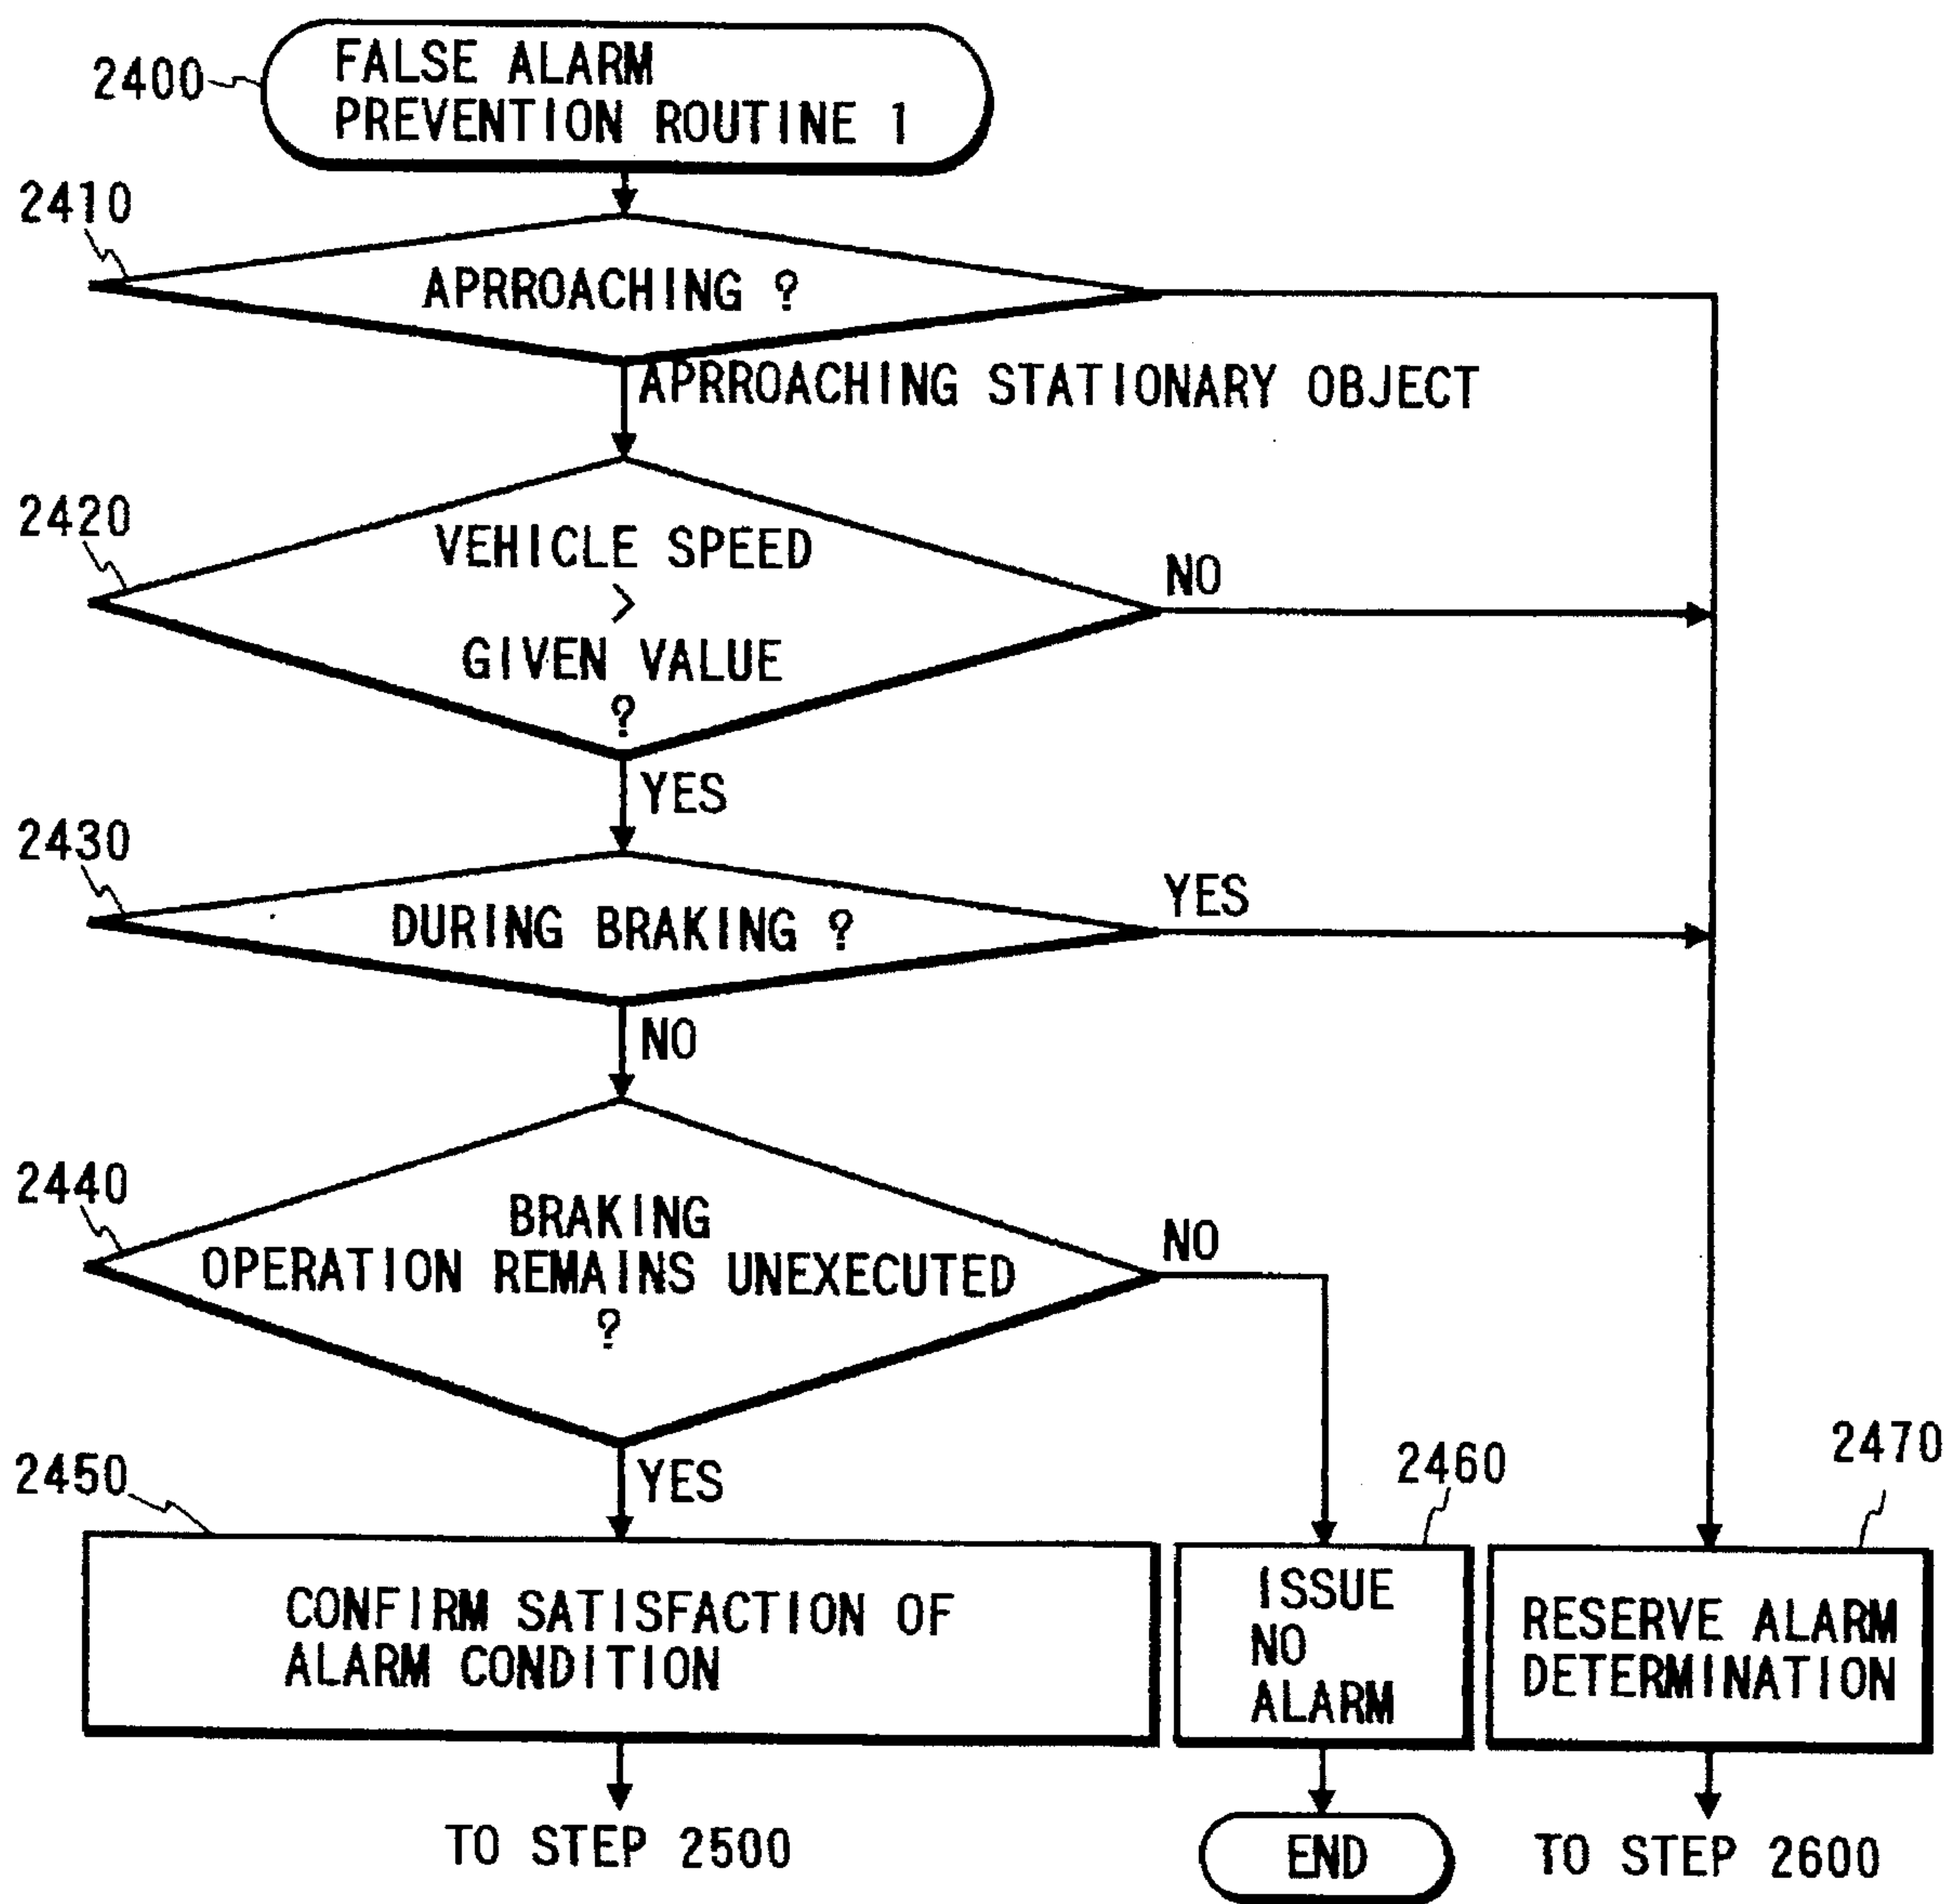 2400
FALSE ALARM
PREVENTION ROUTINE 1
2410
APRROACHING ?
APRROACHING STATIONARY OBJECT
2420
VEHICLE SPEED
>
GIVEN VALUE
?
NO
YES
2430
DURING BRAKING ?
YES
NO
2440
BRAKING
OPERATION REMAINS UNEXECUTED
?
NO
YES
2450
CONFIRM SATISFACTION OF
ALARM CONDITION
2460
ISSUE
NO
ALARM
2470
RESERVE ALARM
DETERMINATION
TO STEP 2500
END
TO STEP 2600